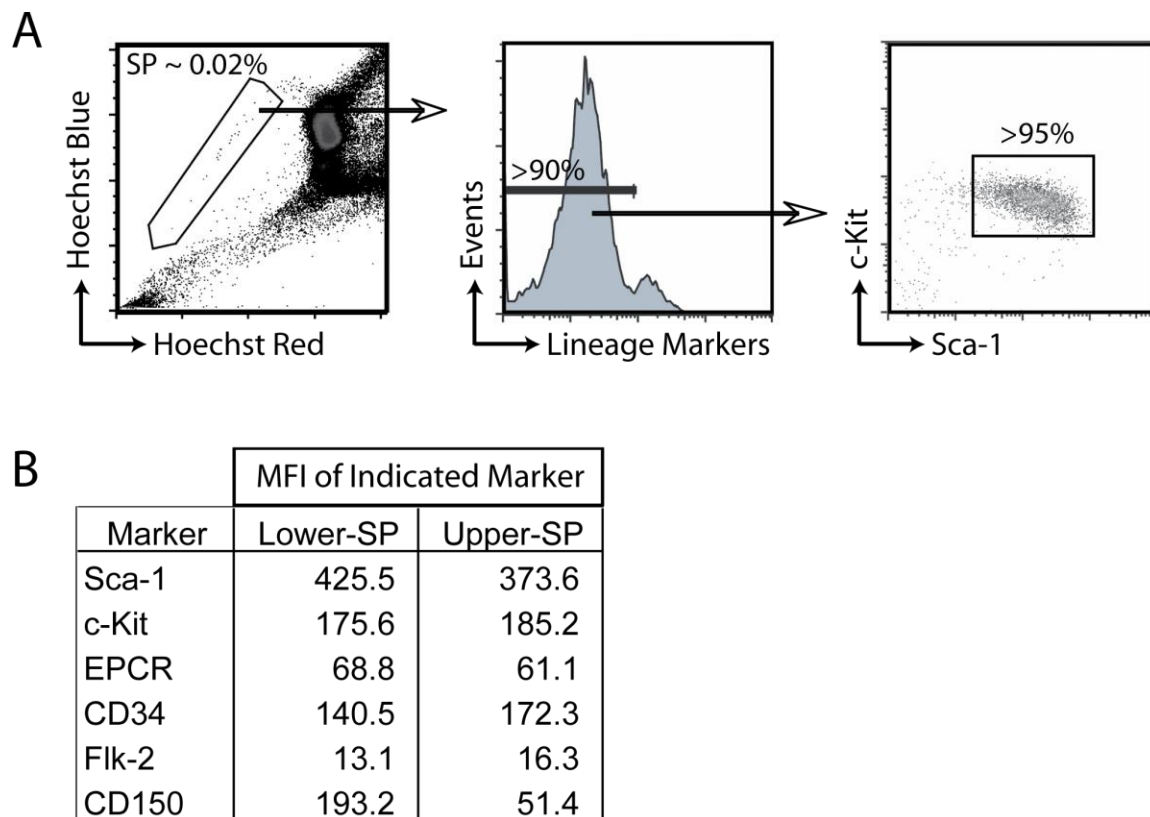 A
SP ~ 0.02%
Hoechst Blue
Hoechst Red
>90%
Events
Lineage Markers
>95%
c-Kit
Sca-1
B
MFI of Indicated Marker
Marker Lower-SP Upper-SP
Sca-1 425.5 373.6
c-Kit 175.6 185.2
EPCR 68.8 61.1
CD34 140.5 172.3
Flk-2 13.1 16.3
CD150 193.2 51.4